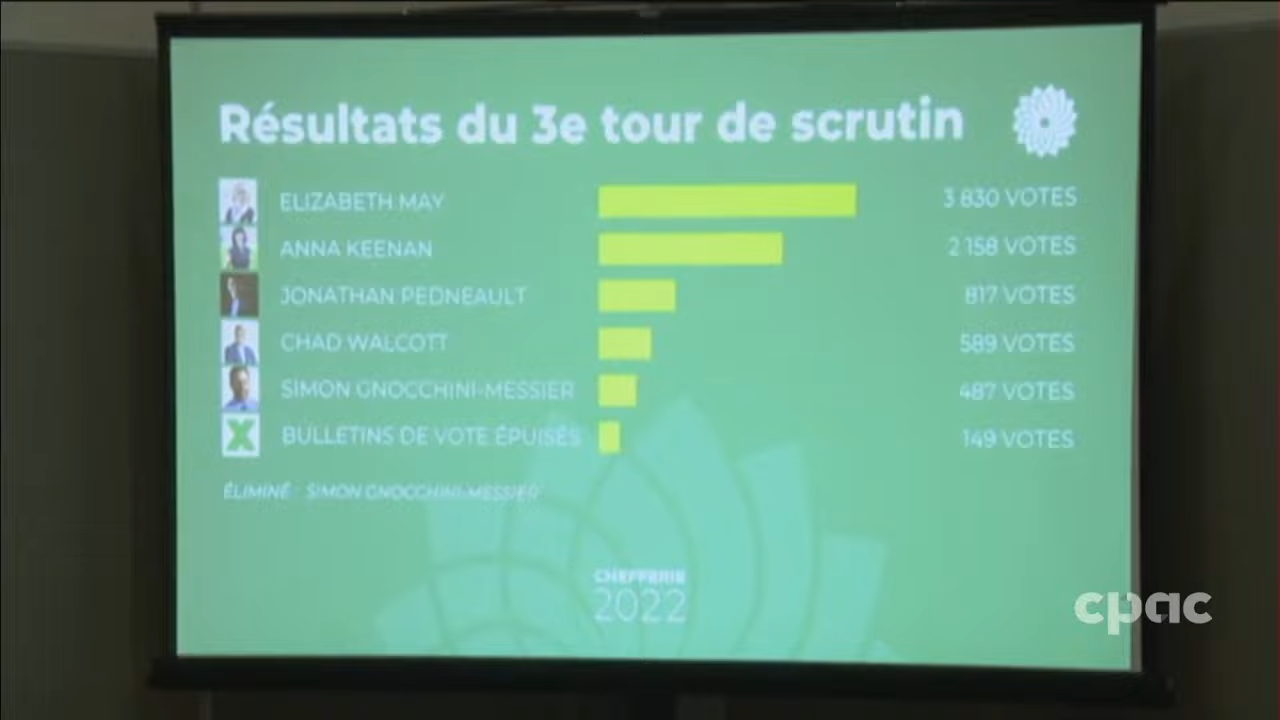 Résultats du 3e tour de scrutin
ELIZABETH MAY 3 830 VOTES
ANNA KEENAN 2 158 VOTES
JONATHAN PEDNEAULT 817 VOTES
CHAD WALCOTT 589 VOTES
SIMON GNOCCHINI-MESSIER 487 VOTES
BULLETINS DE VOTE ÉPUISÉS 149 VOTES
ÉLIMINÉ : SIMON GNOCCHINI-MESSIER
CHEFFERIE
2022
cpac